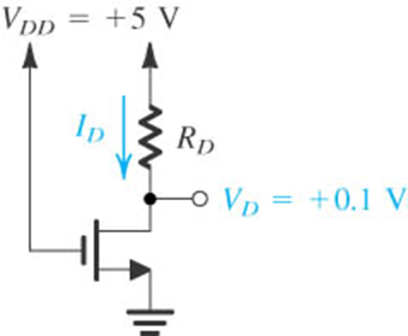 V_DD = +5 V
I_D
R_D
V_D = +0.1 V